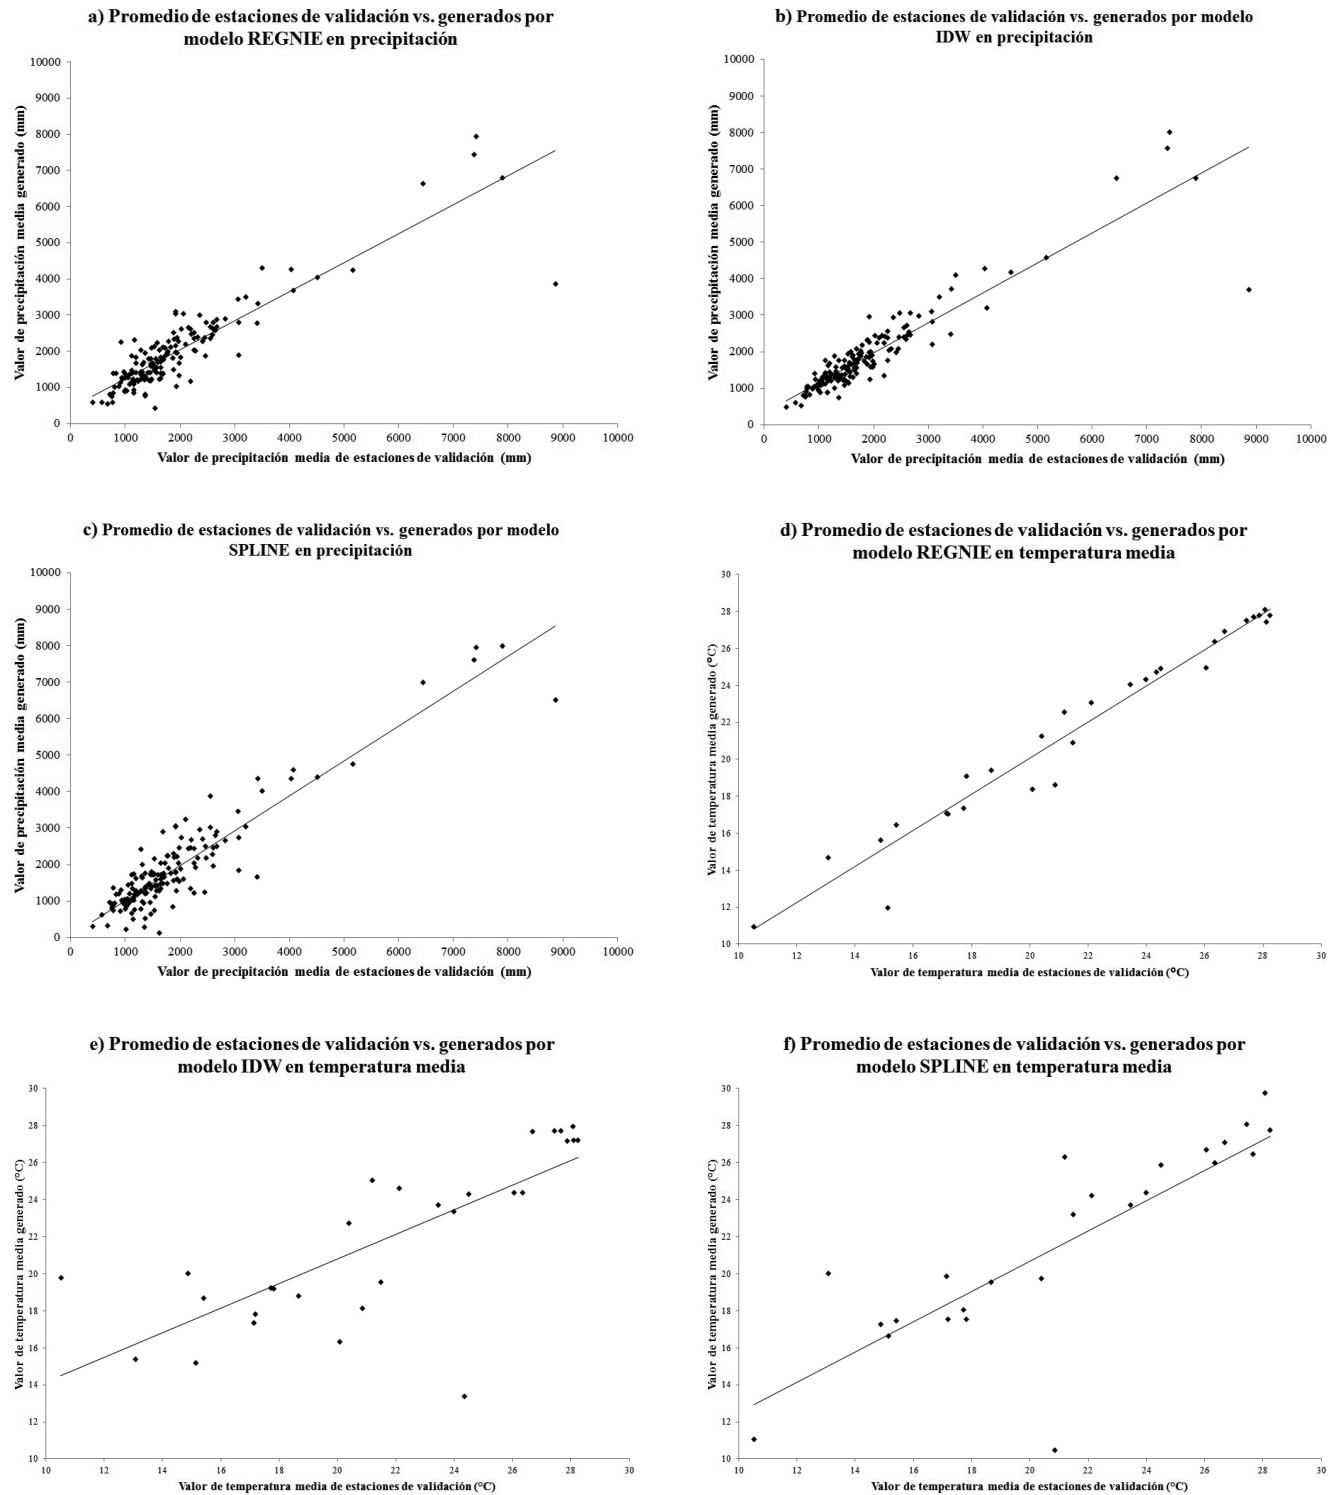 a) Promedio de estaciones de validación vs. generados por
modelo REGNIE en precipitación
Valor de precipitación media generado (mm)
10000
9000
8000
7000
6000
5000
4000
3000
2000
1000
0
0 1000 2000 3000 4000 5000 6000 7000 8000 9000 10000
Valor de precipitación media de estaciones de validación (mm)
b) Promedio de estaciones de validación vs. generados por modelo
IDW en precipitación
Valor de precipitación media generado (mm)
10000
9000
8000
7000
6000
5000
4000
3000
2000
1000
0
0 1000 2000 3000 4000 5000 6000 7000 8000 9000 10000
Valor de precipitación media de estaciones de validación (mm)
c) Promedio de estaciones de validación vs. generados por modelo
SPLINE en precipitación
Valor de precipitación media generado (mm)
10000
9000
8000
7000
6000
5000
4000
3000
2000
1000
0
0 1000 2000 3000 4000 5000 6000 7000 8000 9000 10000
Valor de precipitación media de estaciones de validación (mm)
d) Promedio de estaciones de validación vs. generados por
modelo REGNIE en temperatura media
Valor de temperatura media generado (°C)
30
28
26
24
22
20
18
16
14
12
10
10 12 14 16 18 20 22 24 26 28 30
Valor de temperatura media de estaciones de validación (°C)
e) Promedio de estaciones de validación vs. generados por
modelo IDW en temperatura media
Valor de temperatura media generado (°C)
30
28
26
24
22
20
18
16
14
12
10
10 12 14 16 18 20 22 24 26 28 30
Valor de temperatura media de estaciones de validación (°C)
f) Promedio de estaciones de validación vs. generados por
modelo SPLINE en temperatura media
Valor de temperatura media generado (°C)
30
28
26
24
22
20
18
16
14
12
10
10 12 14 16 18 20 22 24 26 28 30
Valor de temperatura media de estaciones de validación (°C)